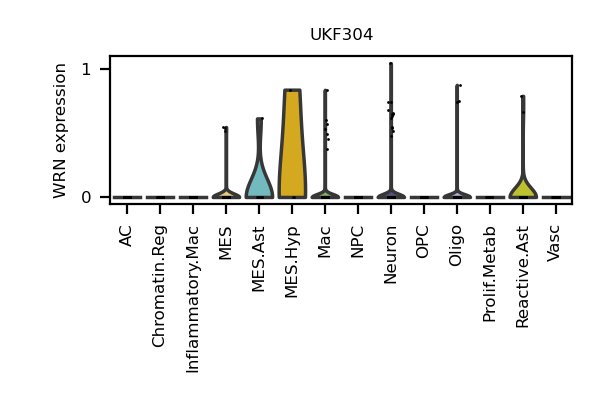 UKF304
WRN expression
1
0
AC
Chromatin.Reg
Inflammatory.Mac
MES
MES.Ast
MES.Hyp
Mac
NPC
Neuron
OPC
Oligo
Prolif.Metab
Reactive.Ast
Vasc